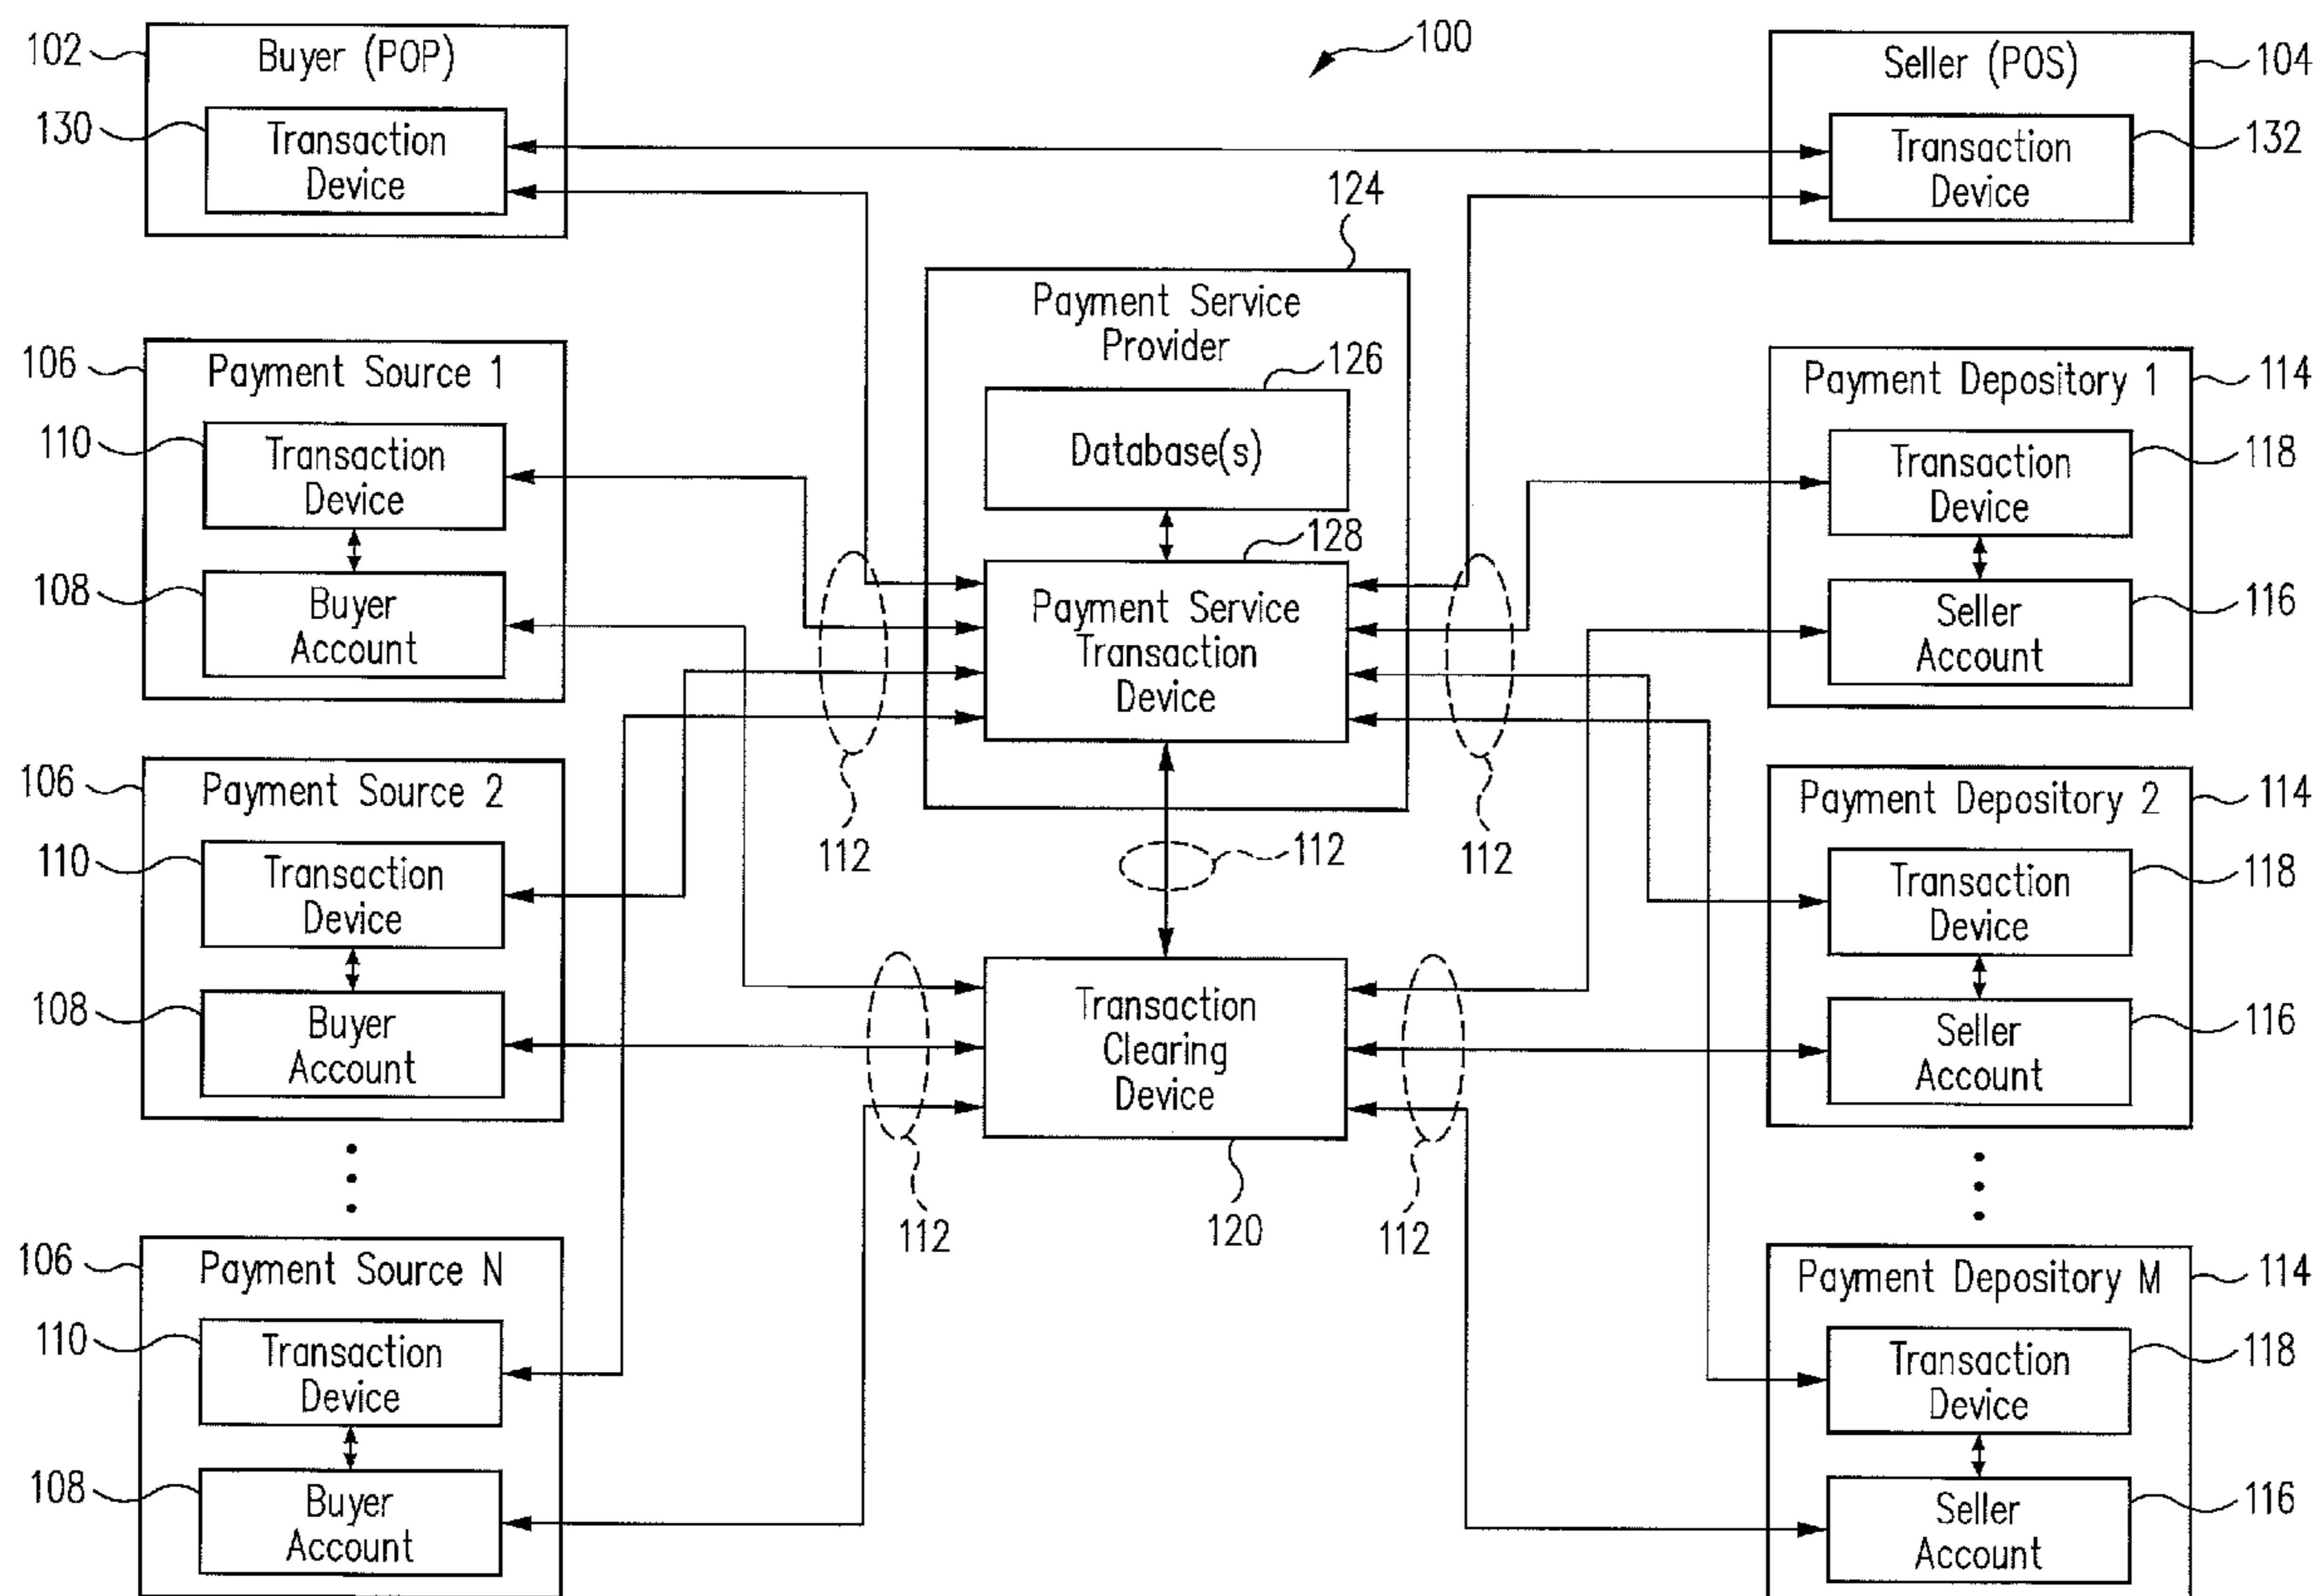 100
102
Buyer (POP)
130
Transaction
Device
Seller (POS)
104
Transaction
Device
132
124
Payment Service
Provider
126
Database(s)
128
Payment Service
Transaction
Device
106
Payment Source 1
110
Transaction
Device
108
Buyer
Account
Payment Depository 1
114
Transaction
Device
118
Seller
Account
116
112
112
112
106
Payment Source 2
110
Transaction
Device
108
Buyer
Account
Payment Depository 2
114
Transaction
Device
118
Seller
Account
116
Transaction
Clearing
Device
112
120
112
106
Payment Source N
110
Transaction
Device
108
Buyer
Account
Payment Depository M
114
Transaction
Device
118
Seller
Account
116